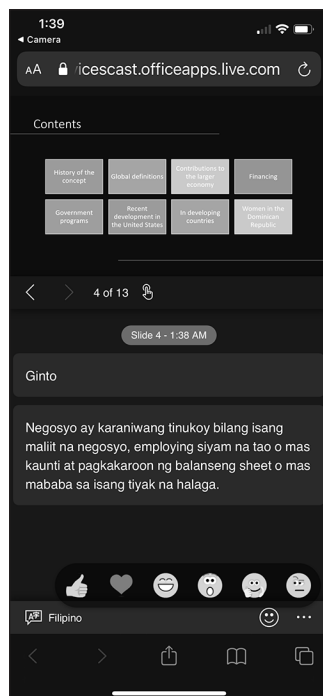 1:39
Camera
AA icescast.officeapps.live.com
Contents
History of the
concept
Global definitions
Contributions to
the larger
economy
Financing
Government
programs
Recent
development in
the United States
In developing
countries
Women in the
Dominican
Republic
4 of 13
Slide 4 - 1:38 AM
Ginto
Negosyo ay karaniwang tinukoy bilang isang
maliit na negosyo, employing siyam na tao o mas
kaunti at pagkakaroon ng balanseng sheet o mas
mababa sa isang tiyak na halaga.
Filipino